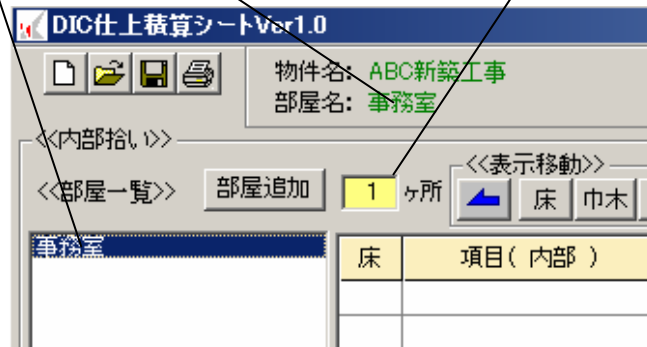 DIC仕上積算シートVer1.0
物件名: ABC新築工事
部屋名: 事務室
<<内部拾い>>
<<部屋一覧>> 部屋追加 1 ヶ所
<<表示移動>>
床 巾木
事務室
床 項目( 内部 )